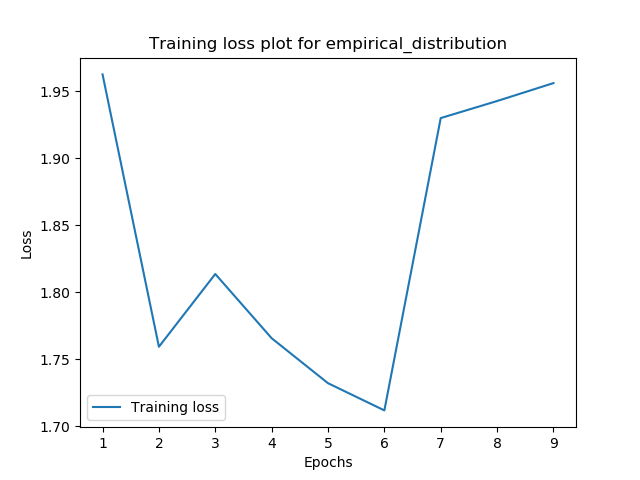 Training loss plot for empirical_distribution
1.95
1.90
1.85
1.80
1.75
1.70
Loss
Training loss
1 2 3 4 5 6 7 8 9
Epochs